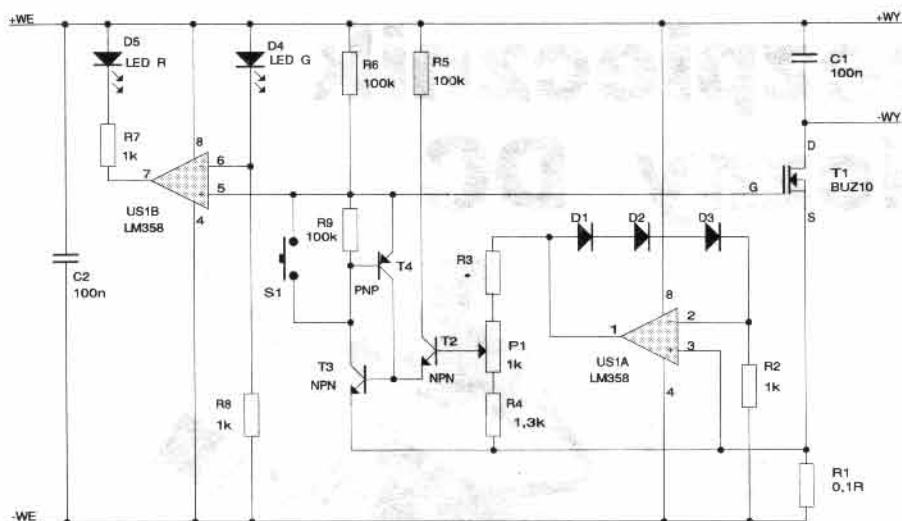 +WE
+WY
D5
LED R
D4
LED G
R6
100k
R5
100k
C1
100n
-WY
R7
1k
8
7
6
5
4
US1B
LM358
D
G
S
T1
BUZ10
R9
100k
D1
D2
D3
C2
100n
S1
T4
PNP
R3
*
8
1
2
3
4
US1A
LM358
T2
NPN
P1
1k
T3
NPN
R2
1k
R8
1k
R4
1,3k
R1
0,1R
-WE